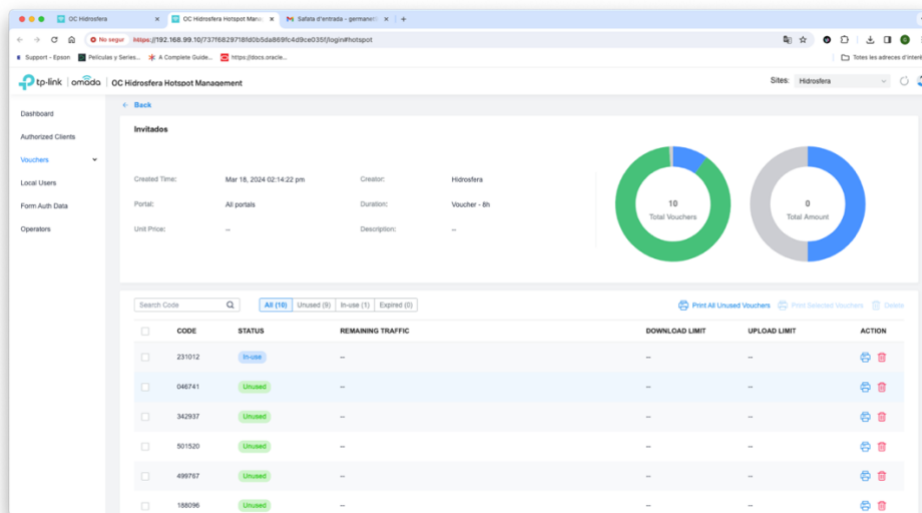 OC Hidrosfera
OC Hidrosfera Hotspot Mana
Safata d'entrada - germanet
No segur
https://192.168.99.10/737f6829718fd0b5da869fc4d9ce035f/login#hotspot
Support - Epson
Películas y Series...
A Complete Guide...
https://docs.oracle...
Totes les adreces d'interè
tp-link | omada | OC Hidrosfera Hotspot Management
Sites: Hidrosfera
Dashboard
Authorized Clients
Vouchers
Local Users
Form Auth Data
Operators
Back
Invitados
Created Time: Mar 18, 2024 02:14:22 pm Creator: Hidrosfera
Portal: All portals Duration: Voucher - 6h
Unit Price: -- Description: --
10
Total Vouchers
0
Total Amount
Search Code
All (10) Unused (9) In-use (1) Expired (0)
Print All Unused Vouchers Print Selected Vouchers Delete
CODE STATUS REMAINING TRAFFIC DOWNLOAD LIMIT UPLOAD LIMIT ACTION
231012 In-use -- -- --
046741 Unused -- -- --
342937 Unused -- -- --
501520 Unused -- -- --
499767 Unused -- -- --
188096 Unused -- -- --